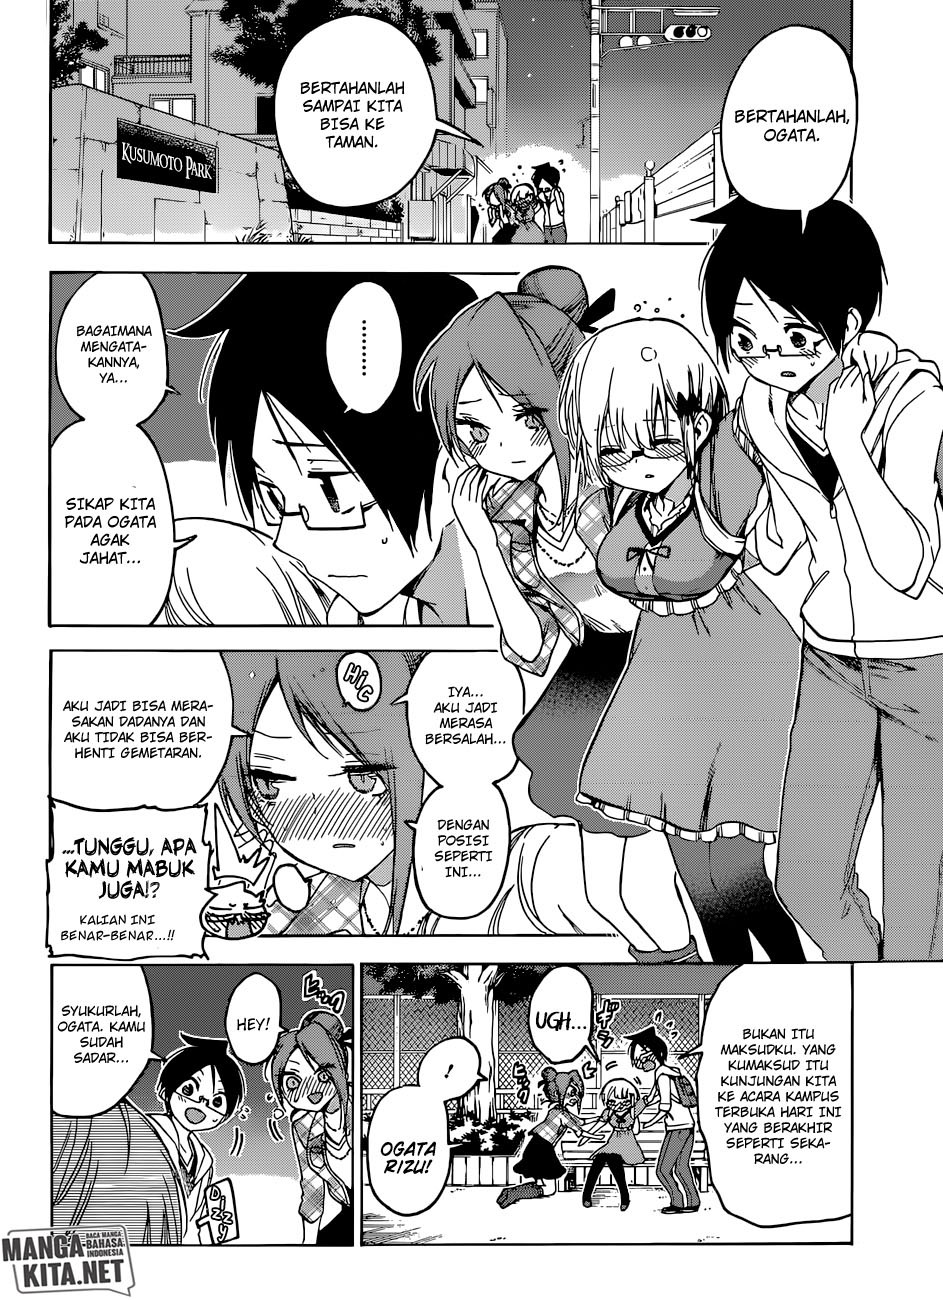 BERTAHANLAH,
OGATA.
BERTAHANLAH
SAMPAI KITA
BISA KE
TAMAN.
KUSUMOTO PARK
.........
BAGAIMANA
MENGATA-
KANNYA,
YA...
SIKAP KITA
PADA OGATA
AGAK
JAHAT...
IYA...
AKU JADI
MERASA
BERSALAH...
DENGAN
POSISI
SEPERTI
INI...
HIC
AKU JADI BISA MERA-
SAKAN DADANYA DAN
AKU TIDAK BISA BER-
HENTI GEMETARAN.
...TUNGGU, APA
KAMU MABUK
JUGA!?
KALIAN INI
BENAR-BENAR...!!
BUKAN ITU
MAKSUDKU. YANG
KUMAKSUD ITU
KUNJUNGAN KITA
KE ACARA KAMPUS
TERBUKA HARI INI
YANG BERAKHIR
SEPERTI SEKA-
RANG...
UGH...
!
OGATA
RIZU!
HEY!
SYUKURLAH,
OGATA. KAMU
SUDAH
SADAR...
DIZZY
MANGA
KITA.NET
BACA MANGA
BAHASA
INDONESIA